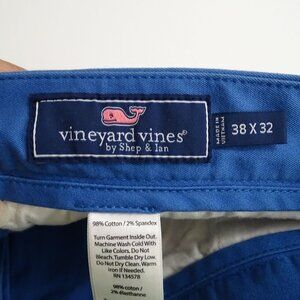 vineyard vines®
by Shep & Ian
MADE IN
VIETNAM
38 X 32
98% Cotton / 2% Spandex
Turn Garment Inside Out,
Machine Wash Cold With
Like Colors. Do Not
Bleach. Tumble Dry Low.
Do Not Dry Clean. Warm
Iron if Needed.
RN 134578
98% coton /
2% élasthanne